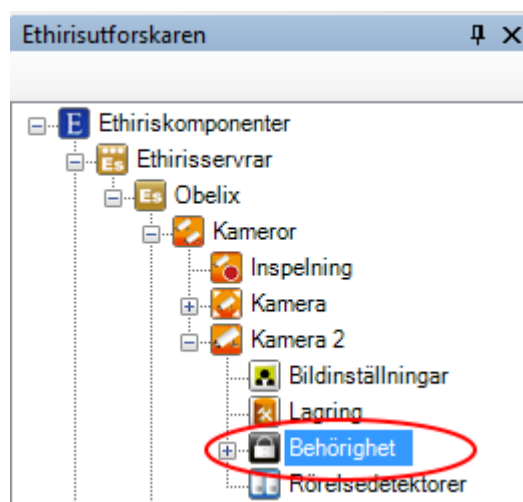 Ethirisutforskaren
Ethiriskomponenter
Ethirisservrar
Obelix
Kameror
Inspelning
Kamera
Kamera 2
Bildinställningar
Lagring
Behörighet
Rörelsedetektorer